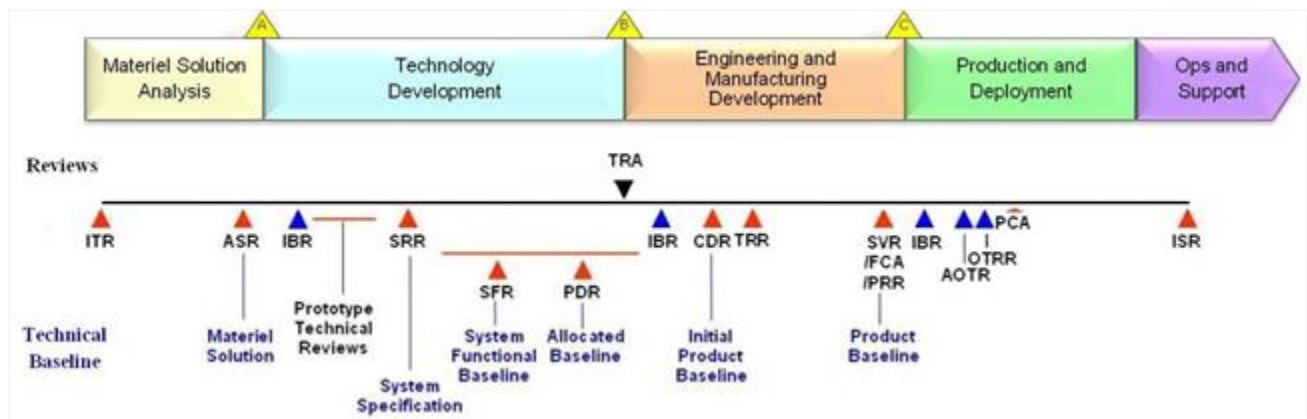 A
B
C
Materiel Solution
Analysis
Technology
Development
Engineering and
Manufacturing
Development
Production and
Deployment
Ops and
Support
Reviews
TRA
ITR
ASR
IBR
SRR
IBR
CDR
TRR
SVR
/FCA
/PRR
IBR
AOTR
OTRR
PCA
ISR
SFR
PDR
Prototype
Technical
Reviews
Technical
Baseline
Materiel
Solution
System
Specification
System
Functional
Baseline
Allocated
Baseline
Initial
Product
Baseline
Product
Baseline